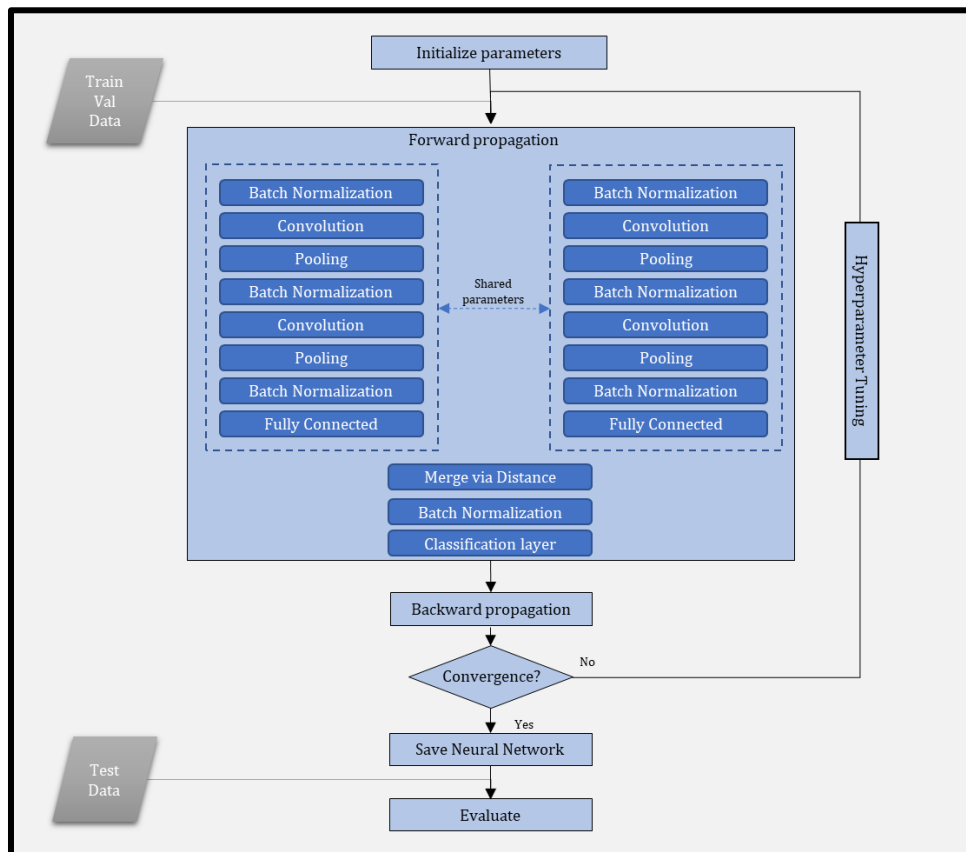 Initialize parameters
Train
Val
Data
Forward propagation
Batch Normalization
Convolution
Pooling
Batch Normalization
Convolution
Pooling
Batch Normalization
Fully Connected
Shared
parameters
Batch Normalization
Convolution
Pooling
Batch Normalization
Convolution
Pooling
Batch Normalization
Fully Connected
Merge via Distance
Batch Normalization
Classification layer
Hyperparameter Tuning
Backward propagation
Convergence?
No
Yes
Save Neural Network
Test
Data
Evaluate